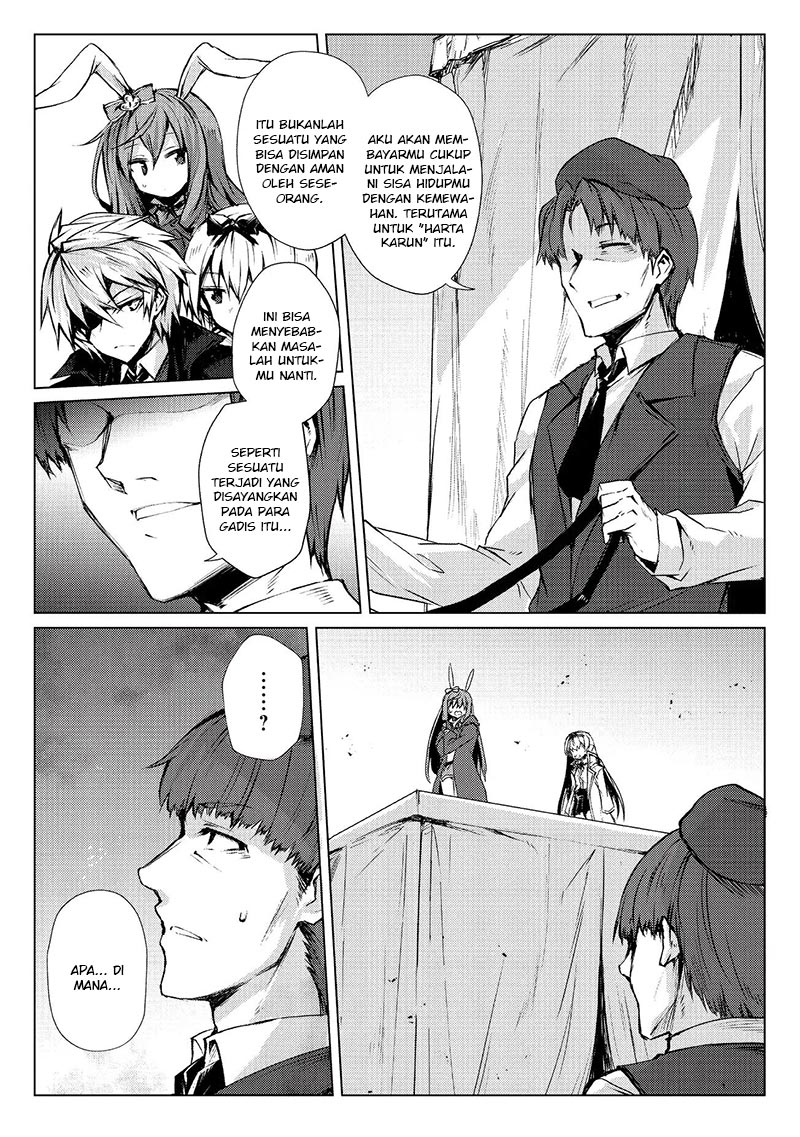 AKU AKAN MEM-
BAYARMU CUKUP
UNTUK MENJALA-
NI SISA HIDUPMU
DENGAN KEMEWA-
HAN. TERUTAMA
UNTUK "HARTA
KARUN" ITU.
ITU BUKANLAH
SESUATU YANG
BISA DISIMPAN
DENGAN AMAN
OLEH SESE-
ORANG.
INI BISA
MENYEBAB-
KAN MASA-
LAH UNTUK-
MU NANTI.
SEPERTI
SESUATU
TERJADI YANG
DISAYANGKAN
PADA PARA
GADIS ITU...
......?
APA... DI
MANA...